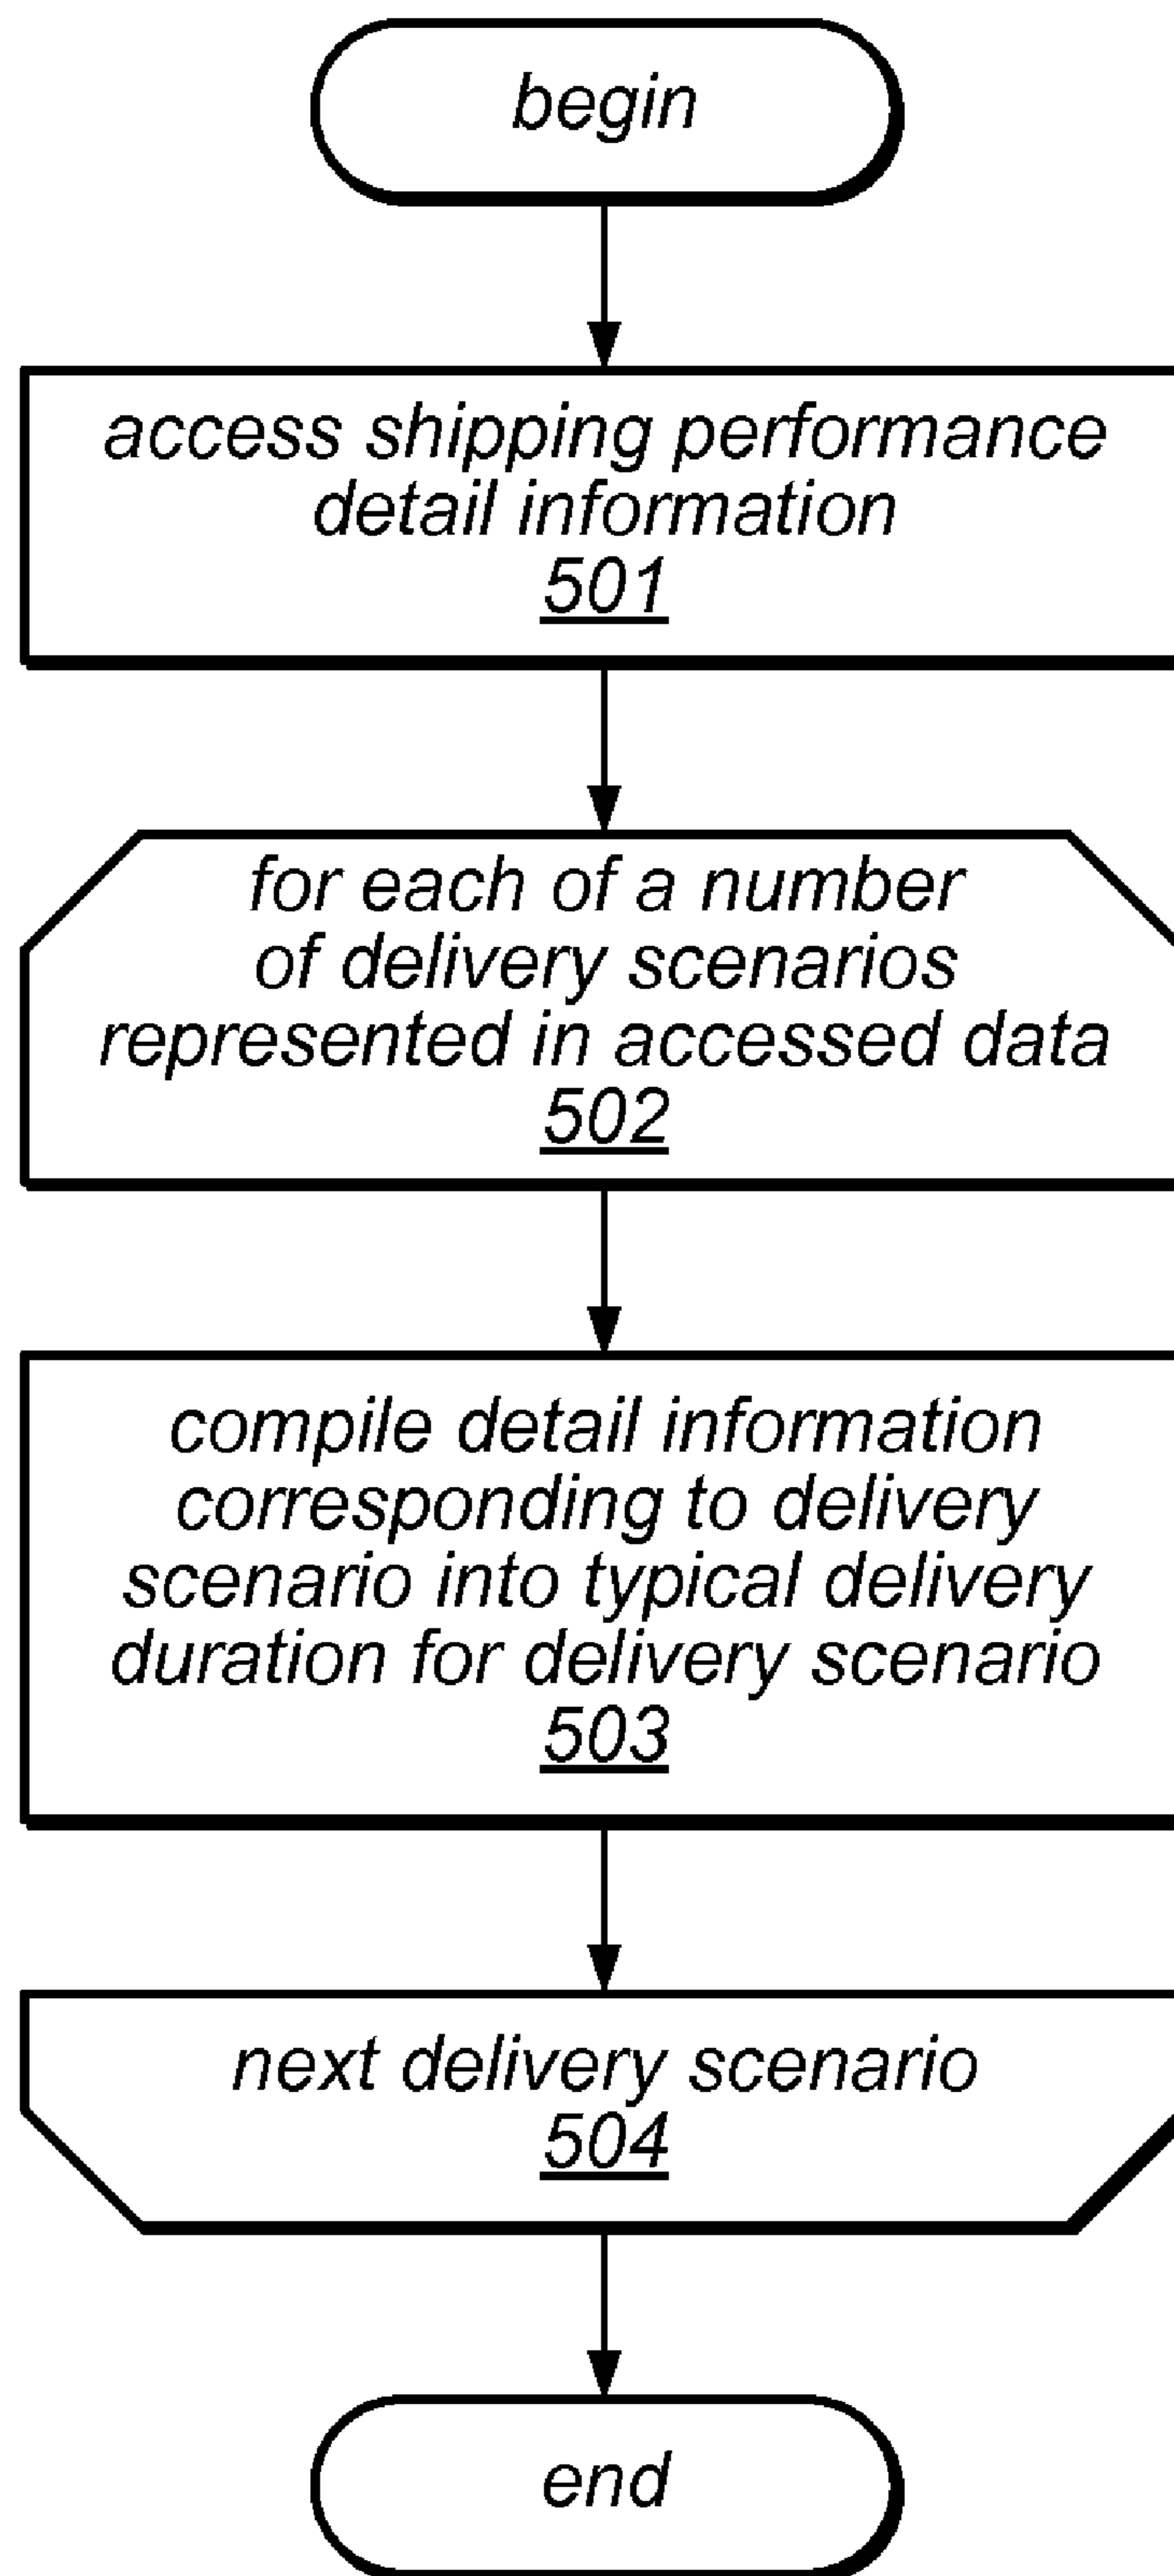 begin
access shipping performance
detail information
501
for each of a number
of delivery scenarios
represented in accessed data
502
compile detail information
corresponding to delivery
scenario into typical delivery
duration for delivery scenario
503
next delivery scenario
504
end